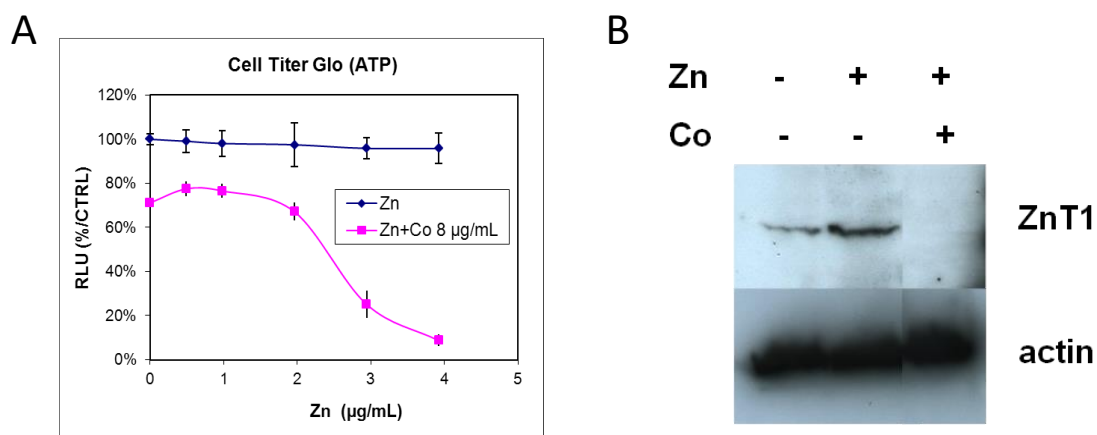 A
Cell Titer Glo (ATP)
RLU (%/CTRL)
120%
100%
80%
60%
40%
20%
0%
Zn
Zn+Co 8 µg/mL
0 1 2 3 4 5
Zn (µg/mL)
B
Zn - + +
Co - - +
ZnT1
actin